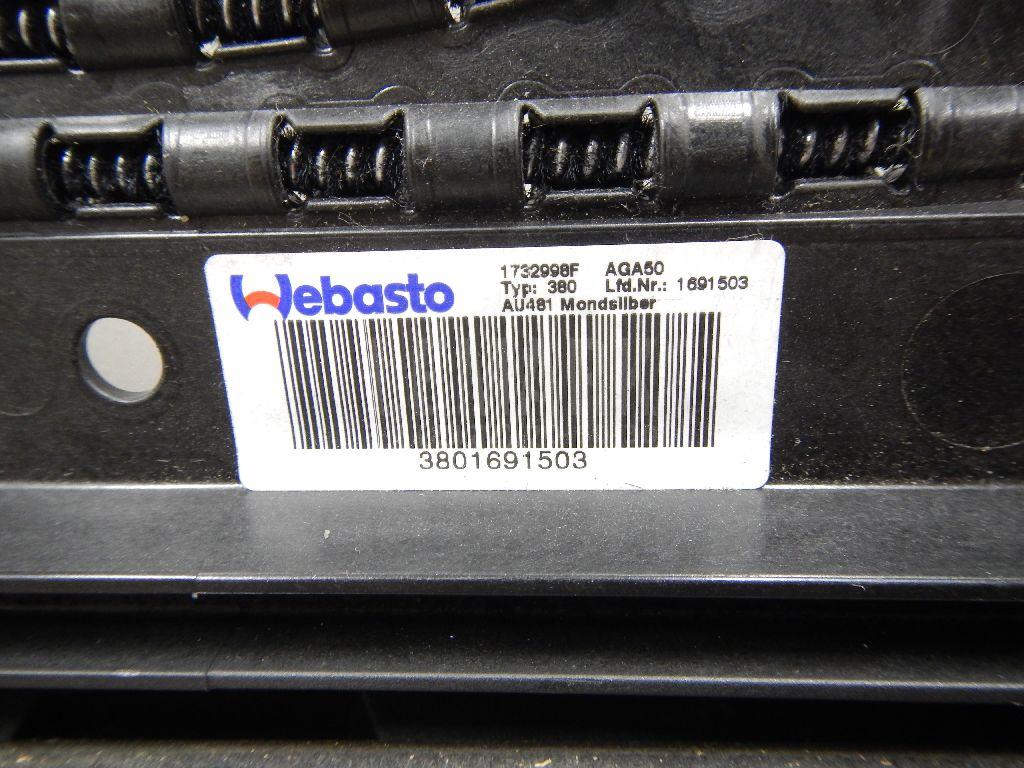 Webasto
1732998F AGA50
Typ: 380 Lfd.Nr.: 1691503
AU481 Mondsilber
3801691503